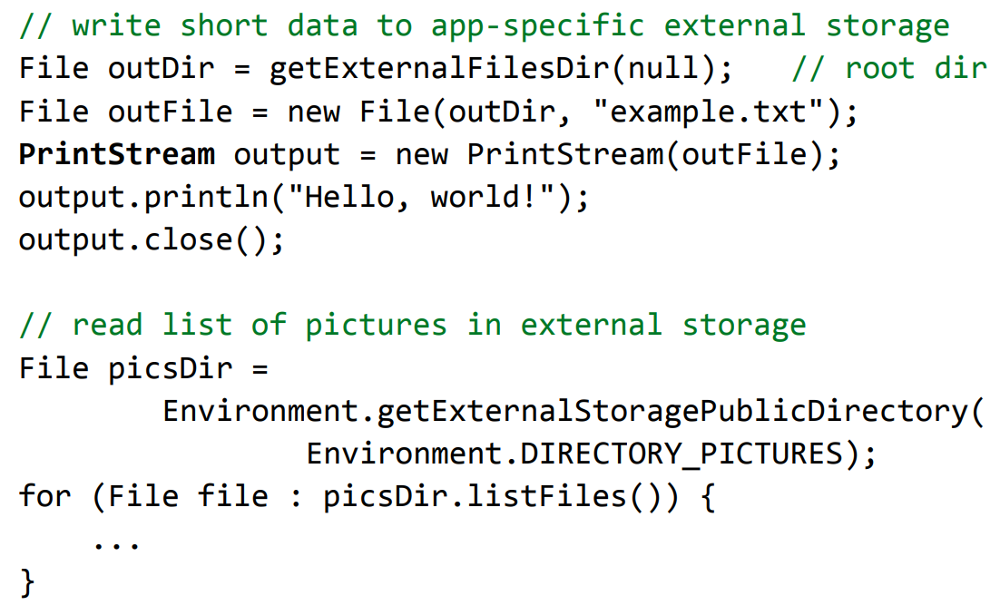 // write short data to app-specific external storage
File outDir = getExternalFilesDir(null);   // root dir
File outFile = new File(outDir, "example.txt");
PrintStream output = new PrintStream(outFile);
output.println("Hello, world!");
output.close();

// read list of pictures in external storage
File picsDir =
        Environment.getExternalStoragePublicDirectory(
                Environment.DIRECTORY_PICTURES);
for (File file : picsDir.listFiles()) {
    ...
}